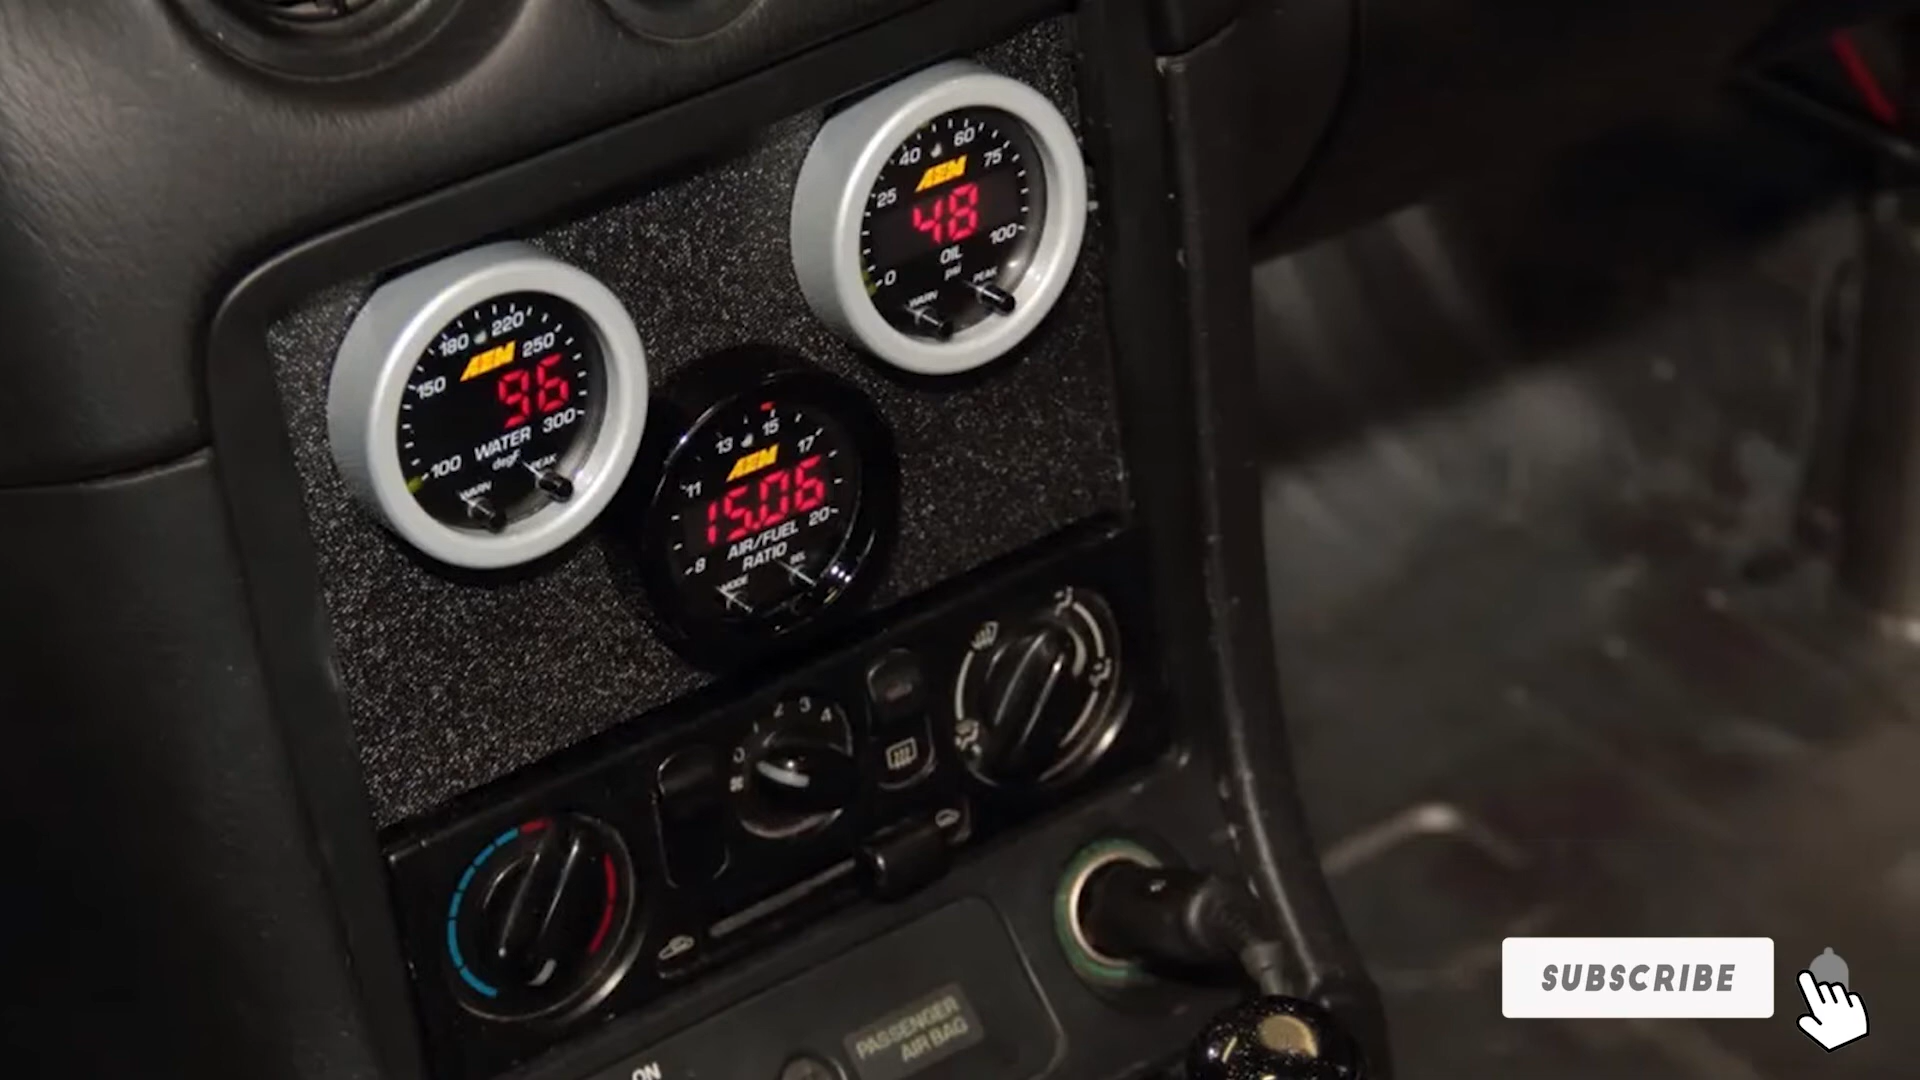 40
60
25
75
AEM
48
0
100
OIL
psi
WARN
PEAK
180
220
150
250
AEM
96
100
300
WATER
degF
WARN
PEAK
13
15
11
17
AEM
15.06
8
20
AIR/FUEL
RATIO
MODE
SEL
0
2
3
4
PASSENGER
AIR BAG
ON
SUBSCRIBE